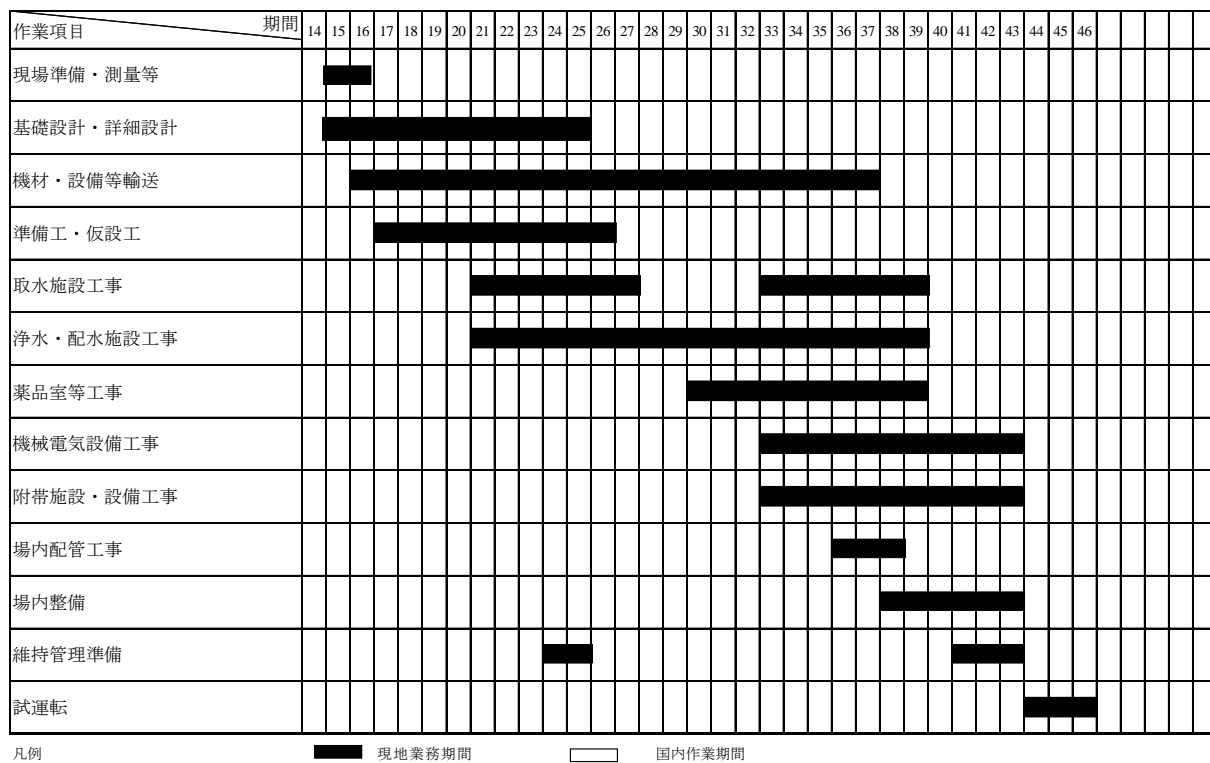 作業項目 期間 14 15 16 17 18 19 20 21 22 23 24 25 26 27 28 29 30 31 32 33 34 35 36 37 38 39 40 41 42 43 44 45 46
現場準備・測量等
基礎設計・詳細設計
機材・設備等輸送
準備工・仮設工
取水施設工事
浄水・配水施設工事
薬品室等工事
機械電気設備工事
附帯施設・設備工事
場内配管工事
場内整備
維持管理準備
試運転
凡例 現地業務期間 国内作業期間